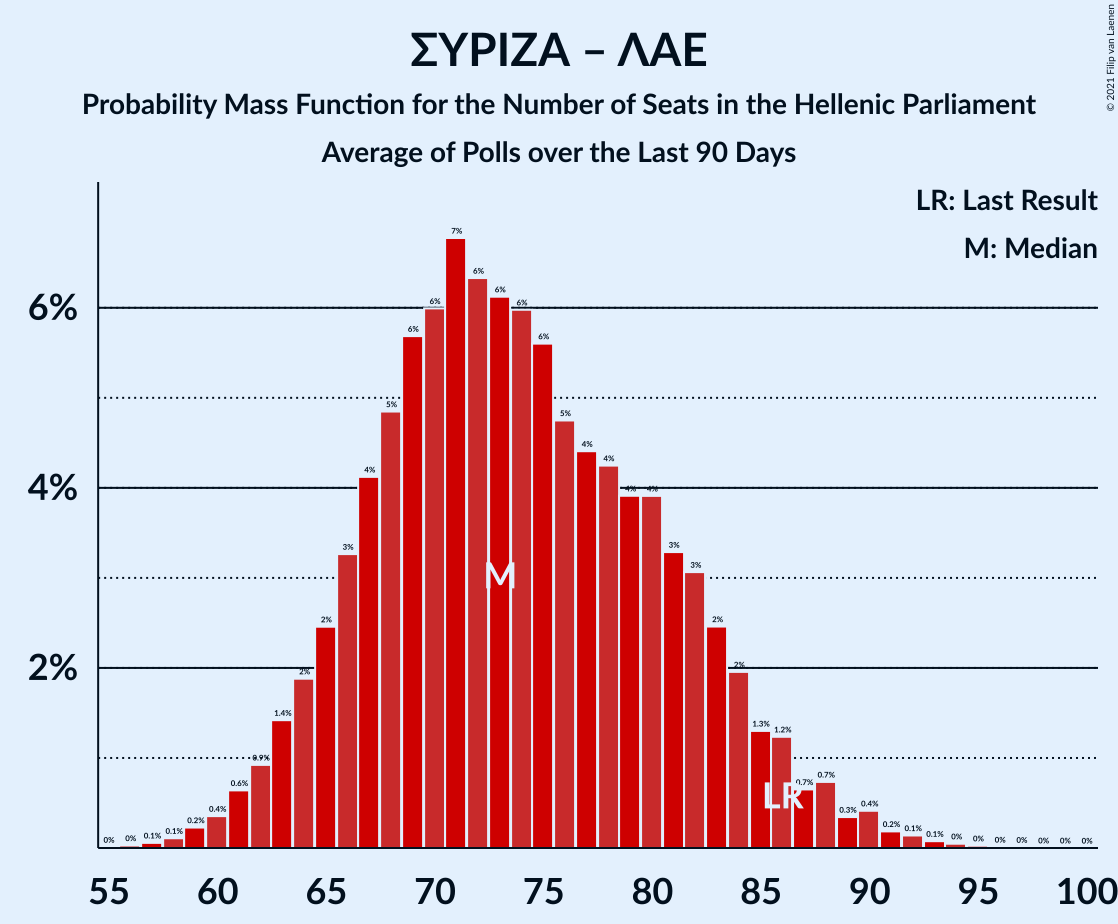 ΣΥΡΙΖΑ – ΛΑΕ
Probability Mass Function for the Number of Seats in the Hellenic Parliament
Average of Polls over the Last 90 Days
© 2021 Filip van Laenen
LR: Last Result
M: Median
6%
4%
2%
0% 0% 0.1% 0.1% 0.2% 0.4% 0.6% 0.9% 1.4% 2% 2% 3% 4% 5% 6% 6% 7% 6% 6% 6% 6% 5% 4% 4% 4% 4% 3% 3% 2% 2% 1.3% 1.2% 0.7% 0.7% 0.3% 0.4% 0.2% 0.1% 0.1% 0% 0% 0% 0% 0% 0% 0%
M
LR
55 60 65 70 75 80 85 90 95 100